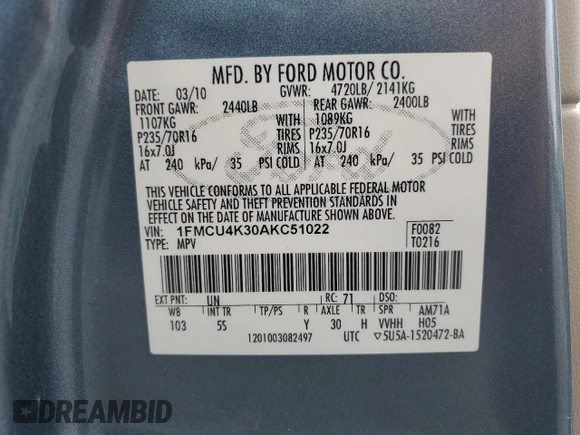 MFD. BY FORD MOTOR CO.
DATE: 03/10 GVWR: 4720LB/ 2141KG
FRONT GAWR: 2440LB REAR GAWR: 2400LB
1107KG WITH 1089KG WITH
P235/70R16 TIRES P235/70R16 TIRES
16x7.0J RIMS 16x7.0J RIMS
AT 240 kPa/ 35 PSI COLD AT 240 kPa/ 35 PSI COLD
THIS VEHICLE CONFORMS TO ALL APPLICABLE FEDERAL MOTOR
VEHICLE SAFETY AND THEFT PREVENTION STANDARDS IN
EFFECT ON THE DATE OF MANUFACTURE SHOWN ABOVE.
VIN: 1FMCU4K30AKC51022 F0082
TYPE: MPV T0216
Ford
EXT PNT: UN RC: 71 DSO:
WB INT TR TP/PS R AXLE TR SPR AM71A
103 5S Y 30 H VVHH H05
1201003082497 UTC ▽5U5A-1520472-BA
DREAMBID